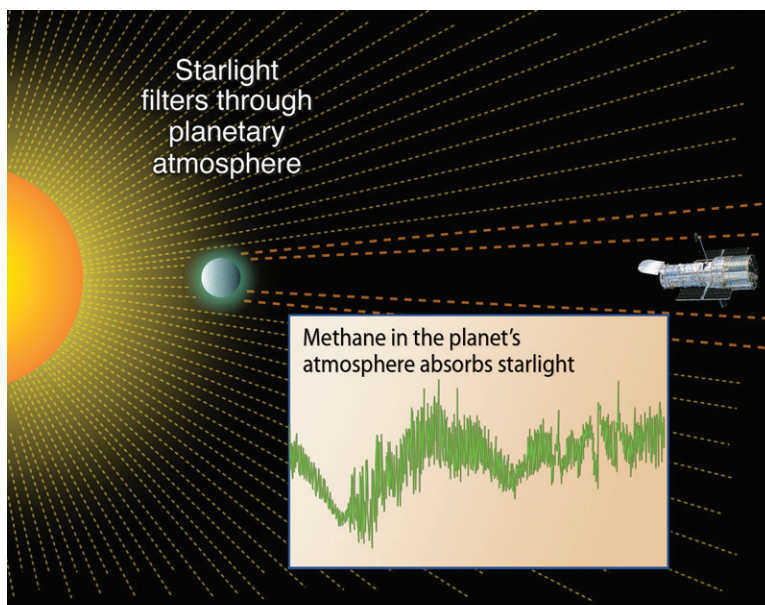 Starlight
filters through
planetary
atmosphere
Methane in the planet's
atmosphere absorbs starlight